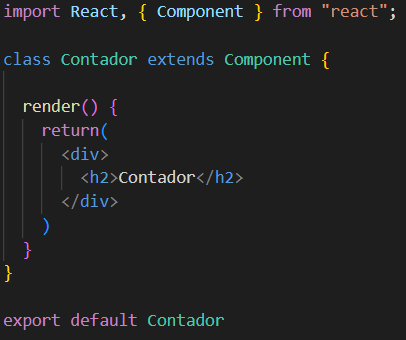 import React, { Component } from "react";
class Contador extends Component {
render() {
return(
<div>
<h2>Contador</h2>
</div>
)
}
}
export default Contador